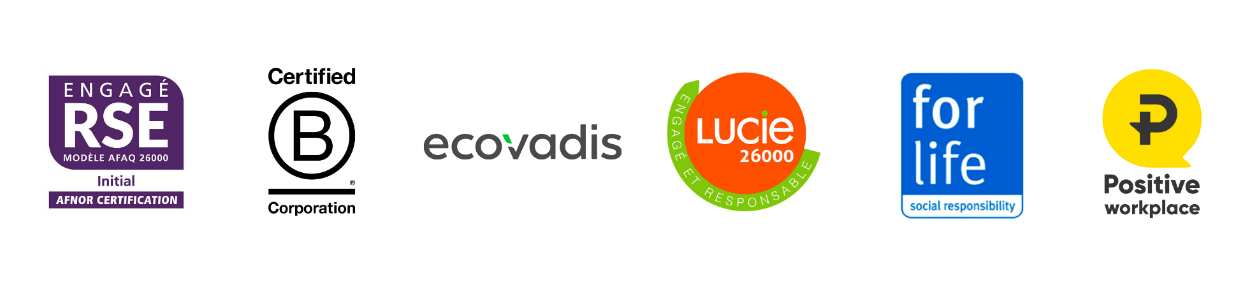 ENGAGÉ
RSE
MODÈLE AFAQ 26000
Initial
AFNOR CERTIFICATION
Certified
B
®
Corporation
ecovadis
LUCie
26000
ENGAGÉ ET RESPONSABLE
for
life
social responsibility
P
Positive
workplace